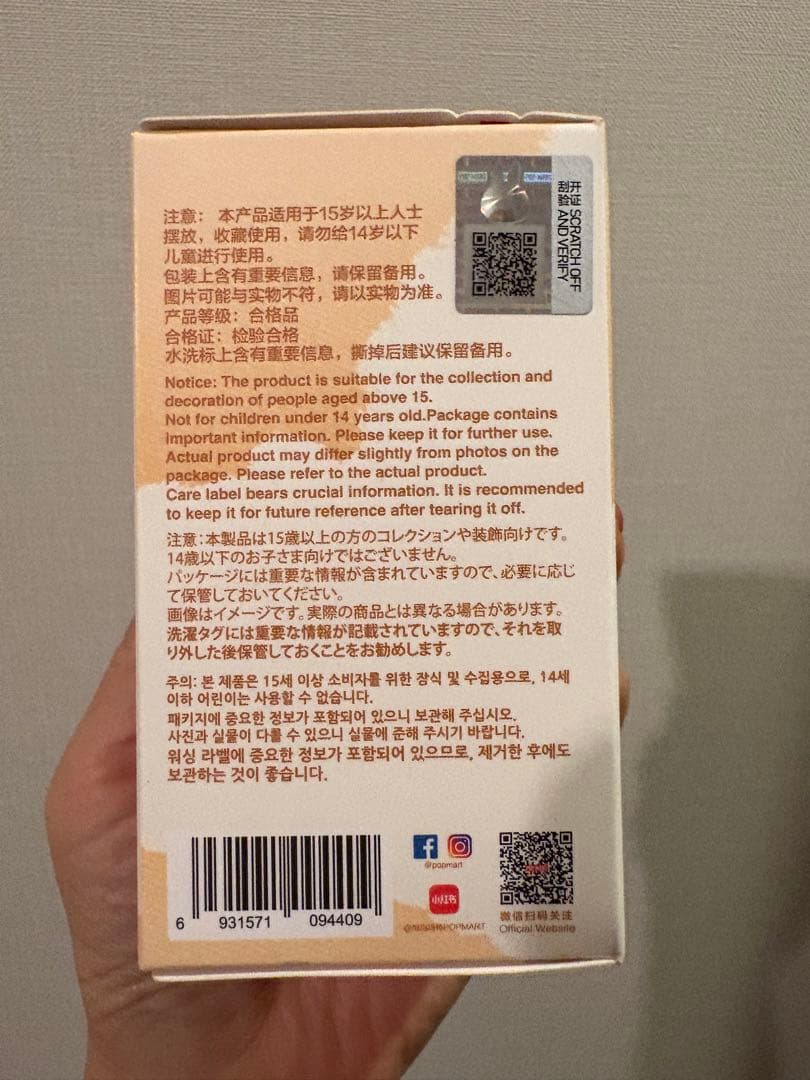 注意：本产品适用于15岁以上人士
摆放，收藏使用，请勿给14岁以下
儿童进行使用。
包装上含有重要信息，请保留备用。
图片可能与实物不符，请以实物为准。
产品等级：合格品
合格证：检验合格
水洗标上含有重要信息，撕掉后建议保留备用。
SCRATCH OFF
AND VERIFY
Notice: The product is suitable for the collection and
decoration of people aged above 15.
Not for children under 14 years old.Package contains
important information. Please keep it for further use.
Actual product may differ slightly from photos on the
package. Please refer to the actual product.
Care label bears crucial information. It is recommended
to keep it for future reference after tearing it off.
注意:本製品は15歳以上の方のコレクションや装飾向けです。
14歳以下のお子さま向けではございません。
パッケージには重要な情報が含まれていますので、必要に応じ
て保管しておいてください。
画像はイメージです。実際の商品とは異なる場合があります。
洗濯タグには重要な情報が記載されていますので、それを取
り外した後保管しておくことをお勧めします。
주의: 본 제품은 15세 이상 소비자를 위한 장식 및 수집용으로, 14세
이하 어린이는 사용할 수 없습니다.
패키지에 중요한 정보가 포함되어 있으니 보관해 주십시오.
사진과 실물이 다를 수 있으니 실물에 준해 주시기 바랍니다.
워싱 라벨에 중요한 정보가 포함되어 있으므로, 제거한 후에도
보관하는 것이 좋습니다.
6 931571 094409
@popmart
小红书
POPMART
微信扫码关注
Official Website